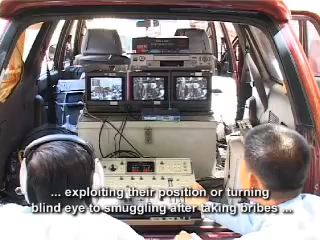 ... exploiting their position or turning
blind eye to smuggling after taking bribes ...